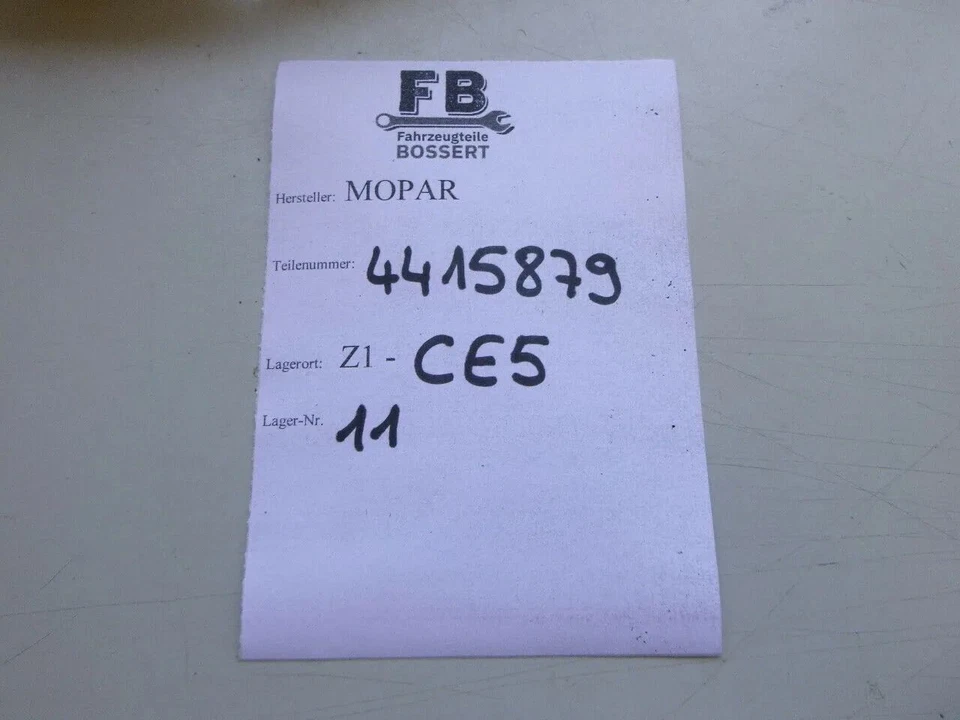 FB
Fahrzeugteile
BOSSERT
Hersteller: MOPAR
Teilenummer: 4415879
Lagerort: Z1 - CE5
Lager-Nr. 11